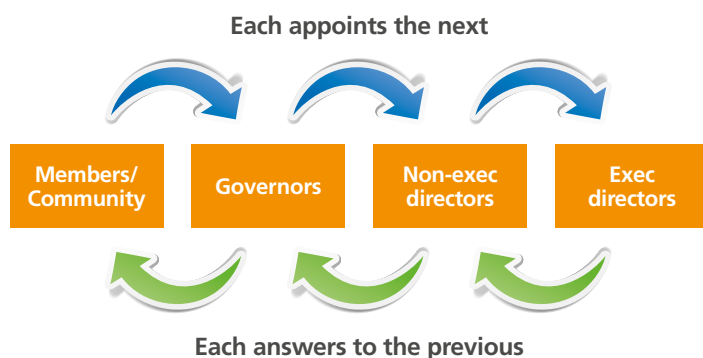 Each appoints the next
Members/
Community
Governors
Non-exec
directors
Exec
directors
Each answers to the previous